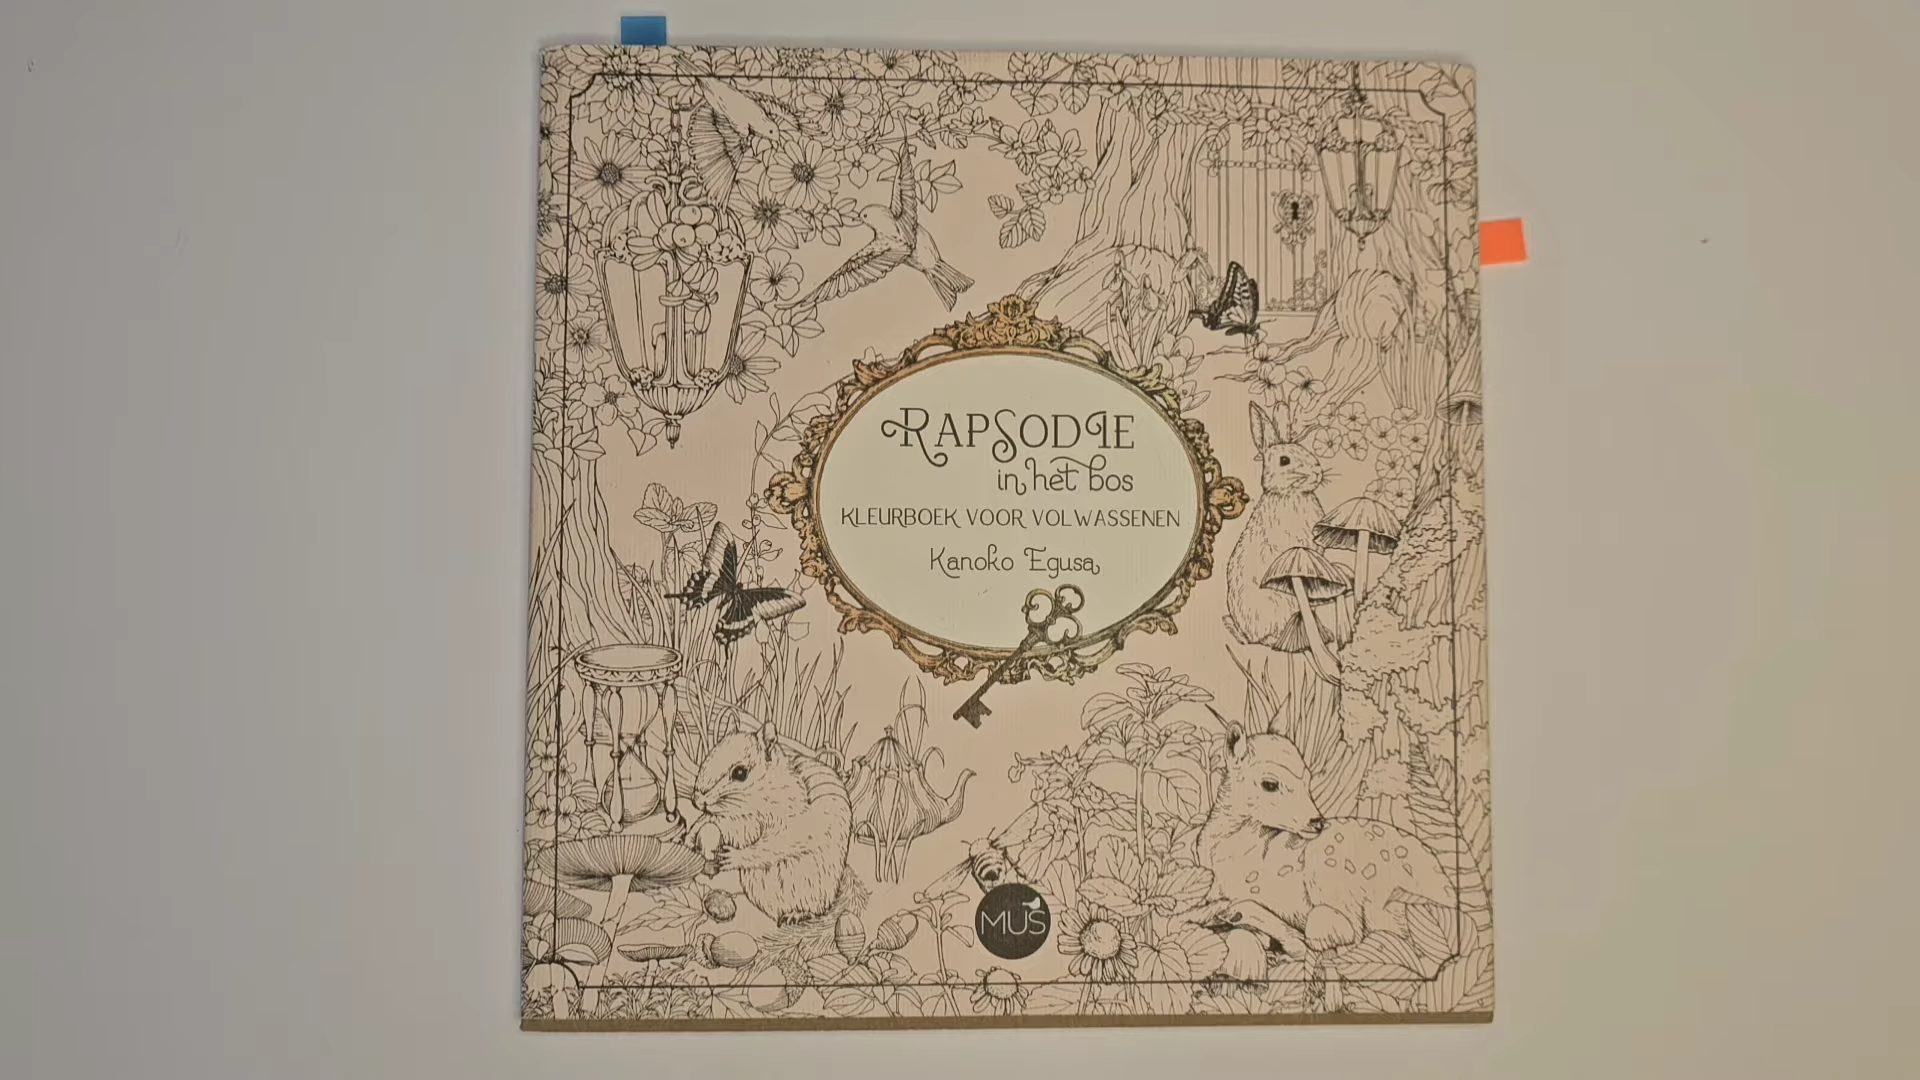 RAPSODIE
in het bos
KLEURBOEK VOOR VOLWASSENEN
Kanoko Egusa
MUS